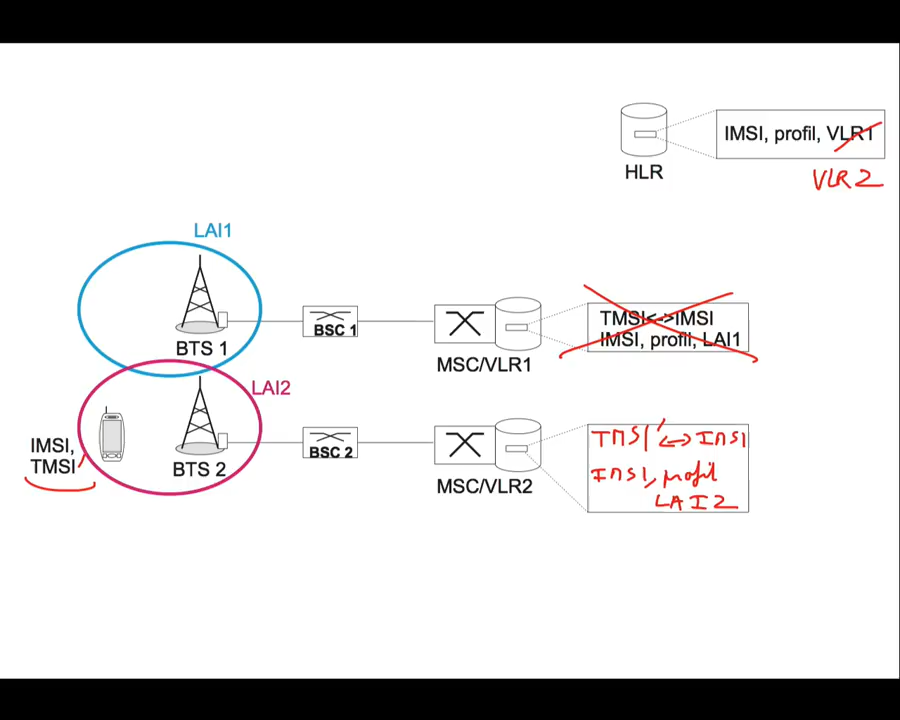 IMSI, profil, VLR1
VLR2
HLR
LAI1
BTS 1
BSC 1
MSC/VLR1
TMSI<->IMSI
IMSI, profil, LAI1
LAI2
IMSI,
TMSI'
BTS 2
BSC 2
MSC/VLR2
TMSI' <-> IMSI
IMSI, profil
LAI2